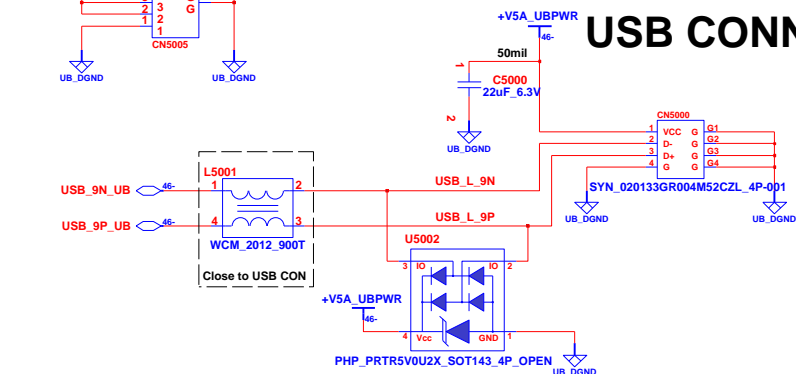 3
2
2
1
1
G
CN5005
UB_DGND
UB_DGND
+V5A_UBPWR
46-
USB CONN
50mil
1
C5000
22uF_6.3V
2
UB_DGND
CN5000
1
VCC
G
G1
2
D-
G
G2
3
D+
G
G3
4
G
G
G4
SYN_020133GR004M52CZL_4P-001
UB_DGND
UB_DGND
L5001
USB_9N_UB
46-
1
2
USB_L_9N
USB_9P_UB
46-
4
3
USB_L_9P
WCM_2012_900T
Close to USB CON
U5002
3
IO
IO
2
+V5A_UBPWR
46-
4
Vcc
GND
1
PHP_PRTR5V0U2X_SOT143_4P_OPEN
UB_DGND